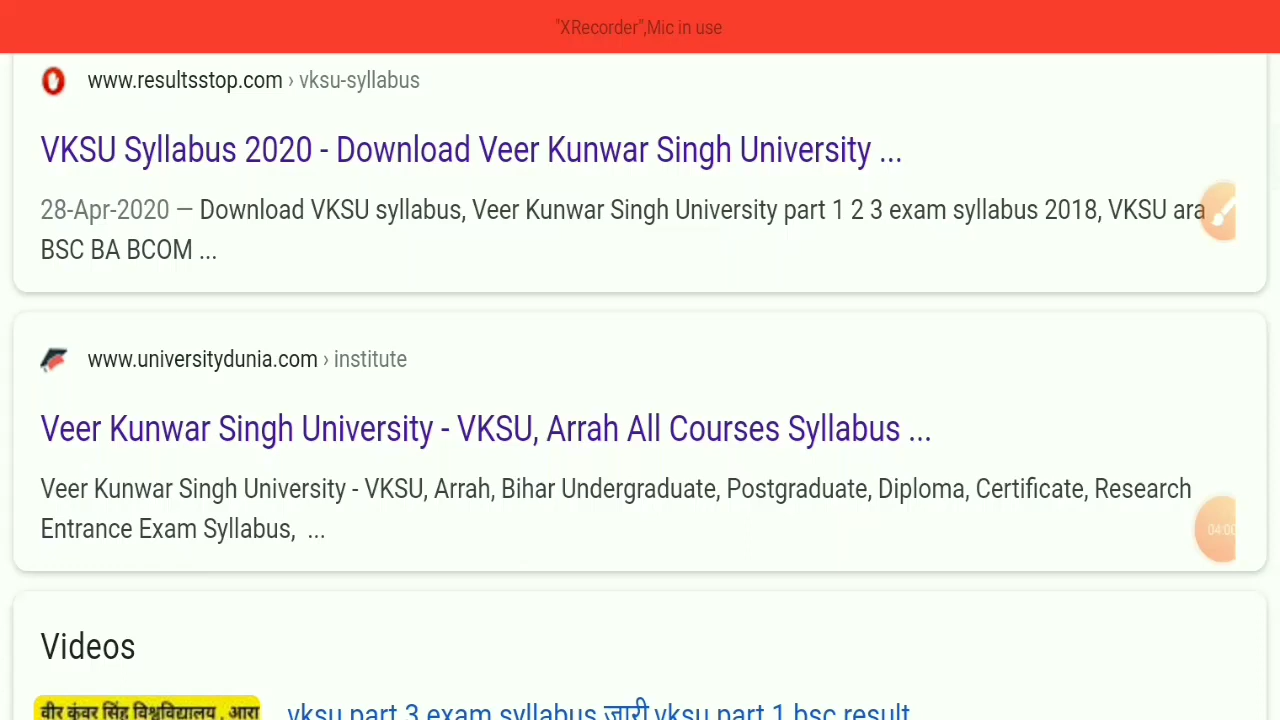 "XRecorder",Mic in use
www.resultsstop.com › vksu-syllabus
VKSU Syllabus 2020 - Download Veer Kunwar Singh University ...
28-Apr-2020 — Download VKSU syllabus, Veer Kunwar Singh University part 1 2 3 exam syllabus 2018, VKSU ara
BSC BA BCOM ...
www.universitydunia.com › institute
Veer Kunwar Singh University - VKSU, Arrah All Courses Syllabus ...
Veer Kunwar Singh University - VKSU, Arrah, Bihar Undergraduate, Postgraduate, Diploma, Certificate, Research
Entrance Exam Syllabus, ...
04:00
Videos
वीर कुंवर सिंह विश्वविद्यालय , आरा
vksu part 3 exam syllabus जारी vksu part 1 bsc result